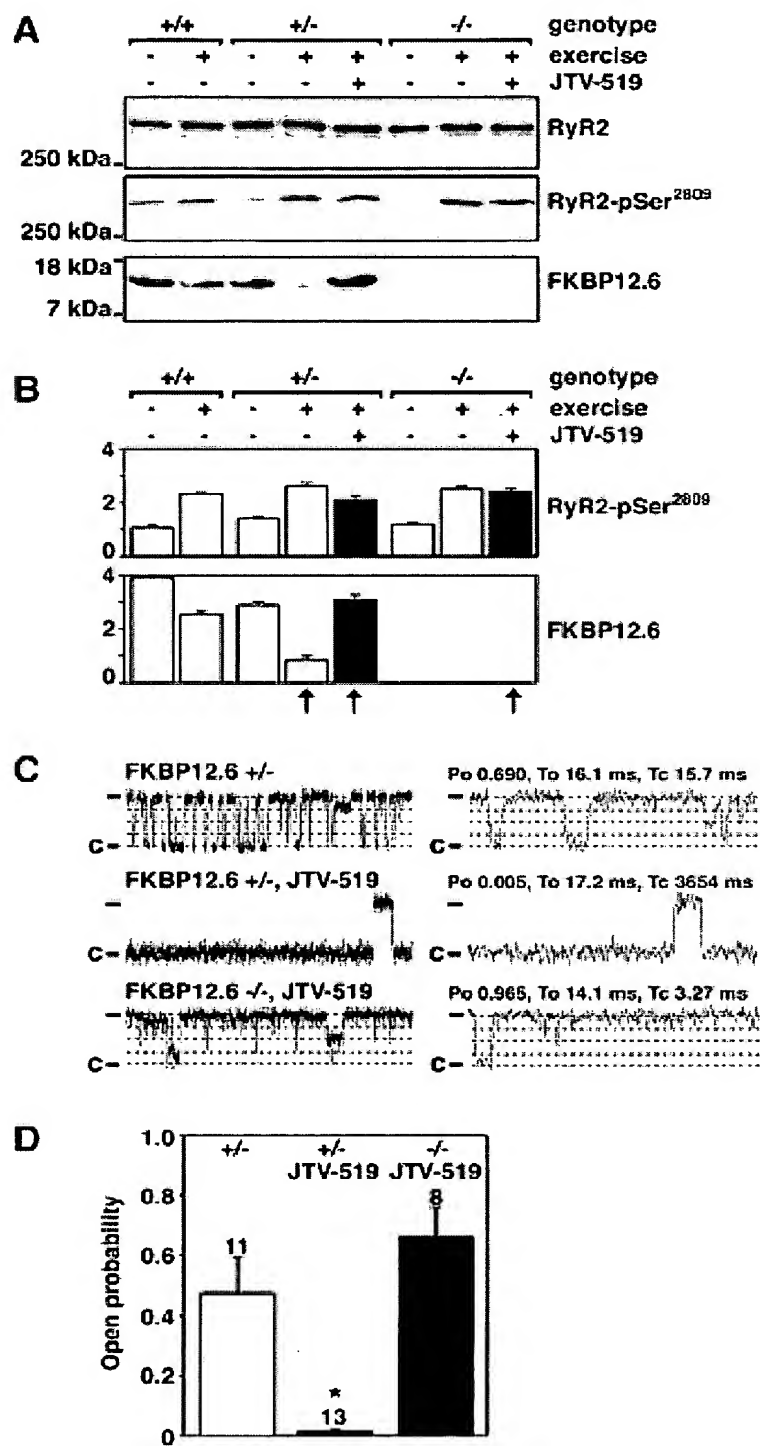 A
+/+ +/- -/- genotype
- + - + + - + + exercise
- - - - + - - + JTV-519
RyR2
250 kDa
RyR2-pSer2809
250 kDa
18 kDa
FKBP12.6
7 kDa
B
+/+ +/- -/- genotype
- + - + + - + + exercise
- - - - + - - + JTV-519
4
2
0
RyR2-pSer2809
4
2
0
FKBP12.6
C
FKBP12.6 +/- Po 0.690, To 16.1 ms, Tc 15.7 ms
C C
FKBP12.6 +/-, JTV-519 Po 0.005, To 17.2 ms, Tc 3654 ms
C C
FKBP12.6 -/-, JTV-519 Po 0.965, To 14.1 ms, Tc 3.27 ms
C C
D
Open probability
1.0
0.8
0.6
0.4
0.2
0
+/- +/- -/-
JTV-519 JTV-519
11
*
13
8